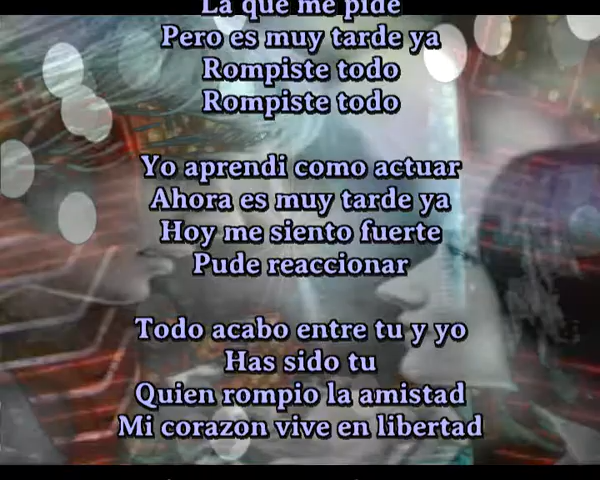 La que me pide
Pero es muy tarde ya
Rompiste todo
Rompiste todo
Yo aprendi como actuar
Ahora es muy tarde ya
Hoy me siento fuerte
Pude reaccionar
Todo acabo entre tu y yo
Has sido tu
Quien rompio la amistad
Mi corazon vive en libertad